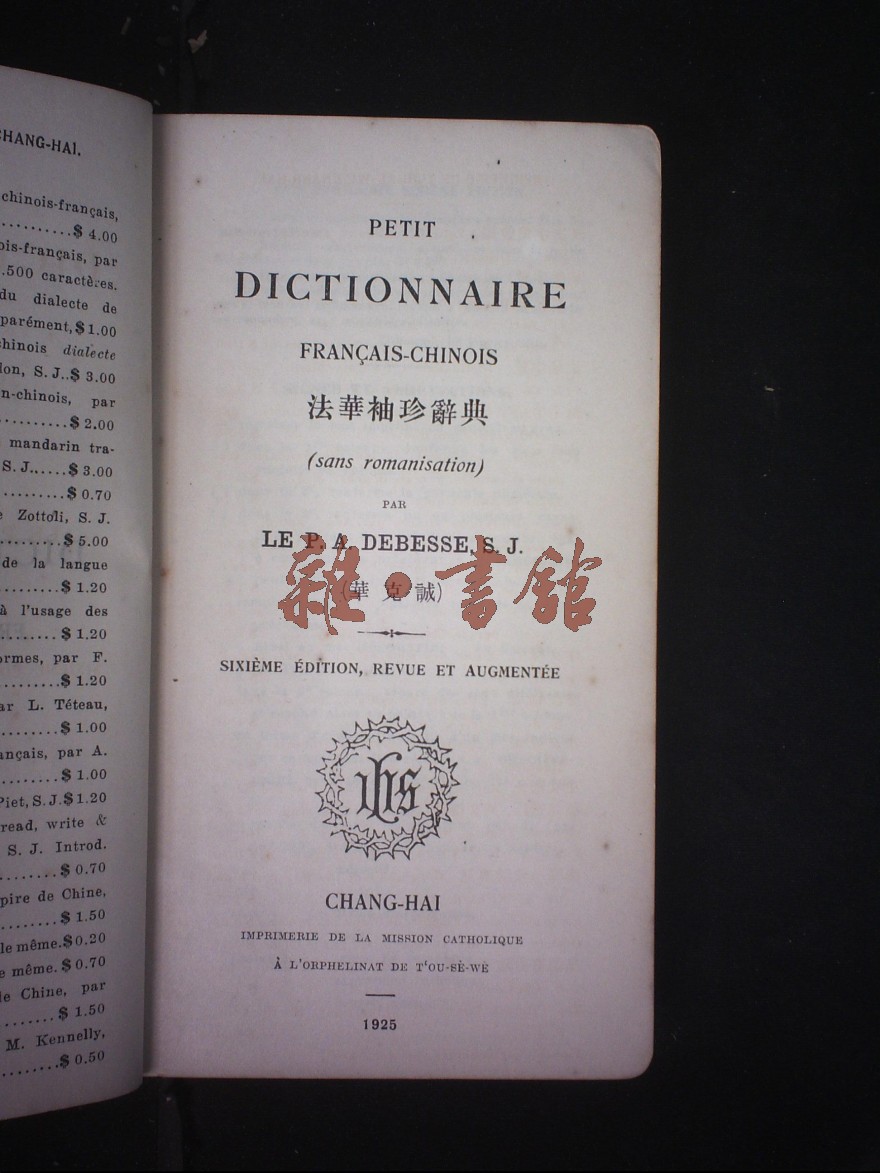 CHANG-HAI.
chinois-français,
$ 4.00
ois-français, par
.500 caractères.
du dialecte de
parément, $1.00
chinois dialecte
lon, S. J..$ 3.00
n-chinois, par
$ 2.00
mandarin tra-
S. J......$ 3.00
$ 0.70
e Zottoli, S. J.
$ 5.00
de la langue
$ 1.20
à l'usage des
$ 1.20
ormes, par F.
$ 1.20
ar L. Téteau,
$ 1.00
ançais, par A.
$ 1.00
Piet, S. J.$1.20
read, write &
S. J. Introd.
$ 0.70
pire de Chine,
$ 1.50
le même.$0.20
e même. $ 0.70
de Chine, par
$ 1.50
M. Kennelly,
$ 0.50
PETIT
DICTIONNAIRE
FRANÇAIS-CHINOIS
法華袖珍辭典
(sans romanisation)
PAR
LE P. A. DEBESSE, S. J.
(華克誠)
雜·書館
SIXIÈME ÉDITION, REVUE ET AUGMENTÉE
IHS
CHANG-HAI
IMPRIMERIE DE LA MISSION CATHOLIQUE
À L'ORPHELINAT DE T‘OU-SÈ-WÈ
1925